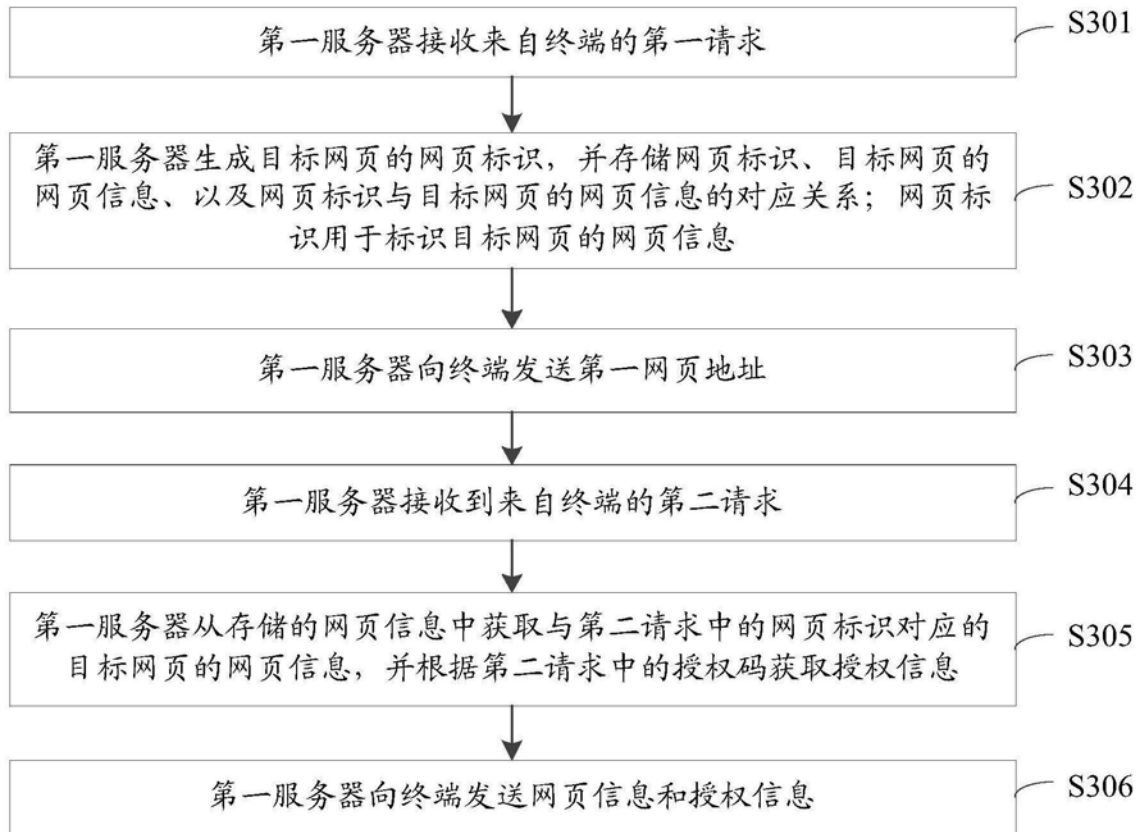 第一服务器接收来自终端的第一请求
S301
第一服务器生成目标网页的网页标识，并存储网页标识、目标网页的
网页信息、以及网页标识与目标网页的网页信息的对应关系；网页标
识用于标识目标网页的网页信息
S302
第一服务器向终端发送第一网页地址
S303
第一服务器接收到来自终端的第二请求
S304
第一服务器从存储的网页信息中获取与第二请求中的网页标识对应的
目标网页的网页信息，并根据第二请求中的授权码获取授权信息
S305
第一服务器向终端发送网页信息和授权信息
S306